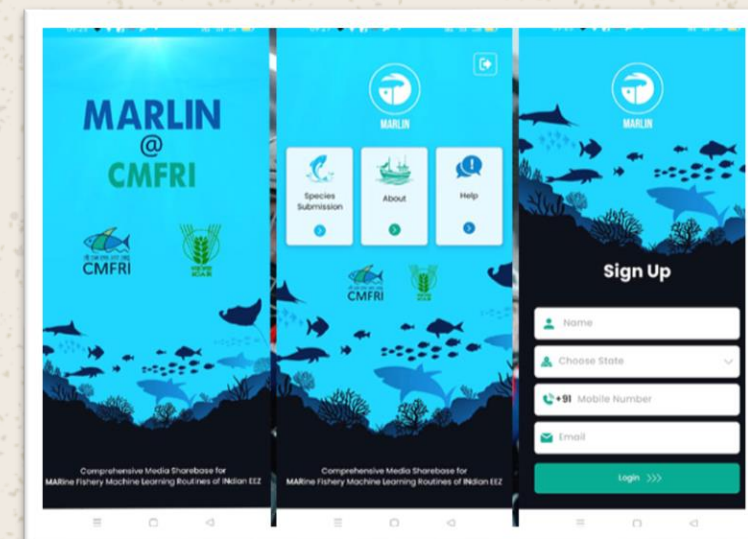 MARLIN
@
CMFRI
CMFRI
Comprehensive Media Sharebase for
MARine Fishery Machine Learning Routines of INdian EEZ
MARLIN
Species
Submission
About
Help
CMFRI
Comprehensive Media Sharebase for
MARine Fishery Machine Learning Routines of INdian EEZ
MARLIN
Sign Up
Name
Choose State
+91 Mobile Number
Email
Login >>>